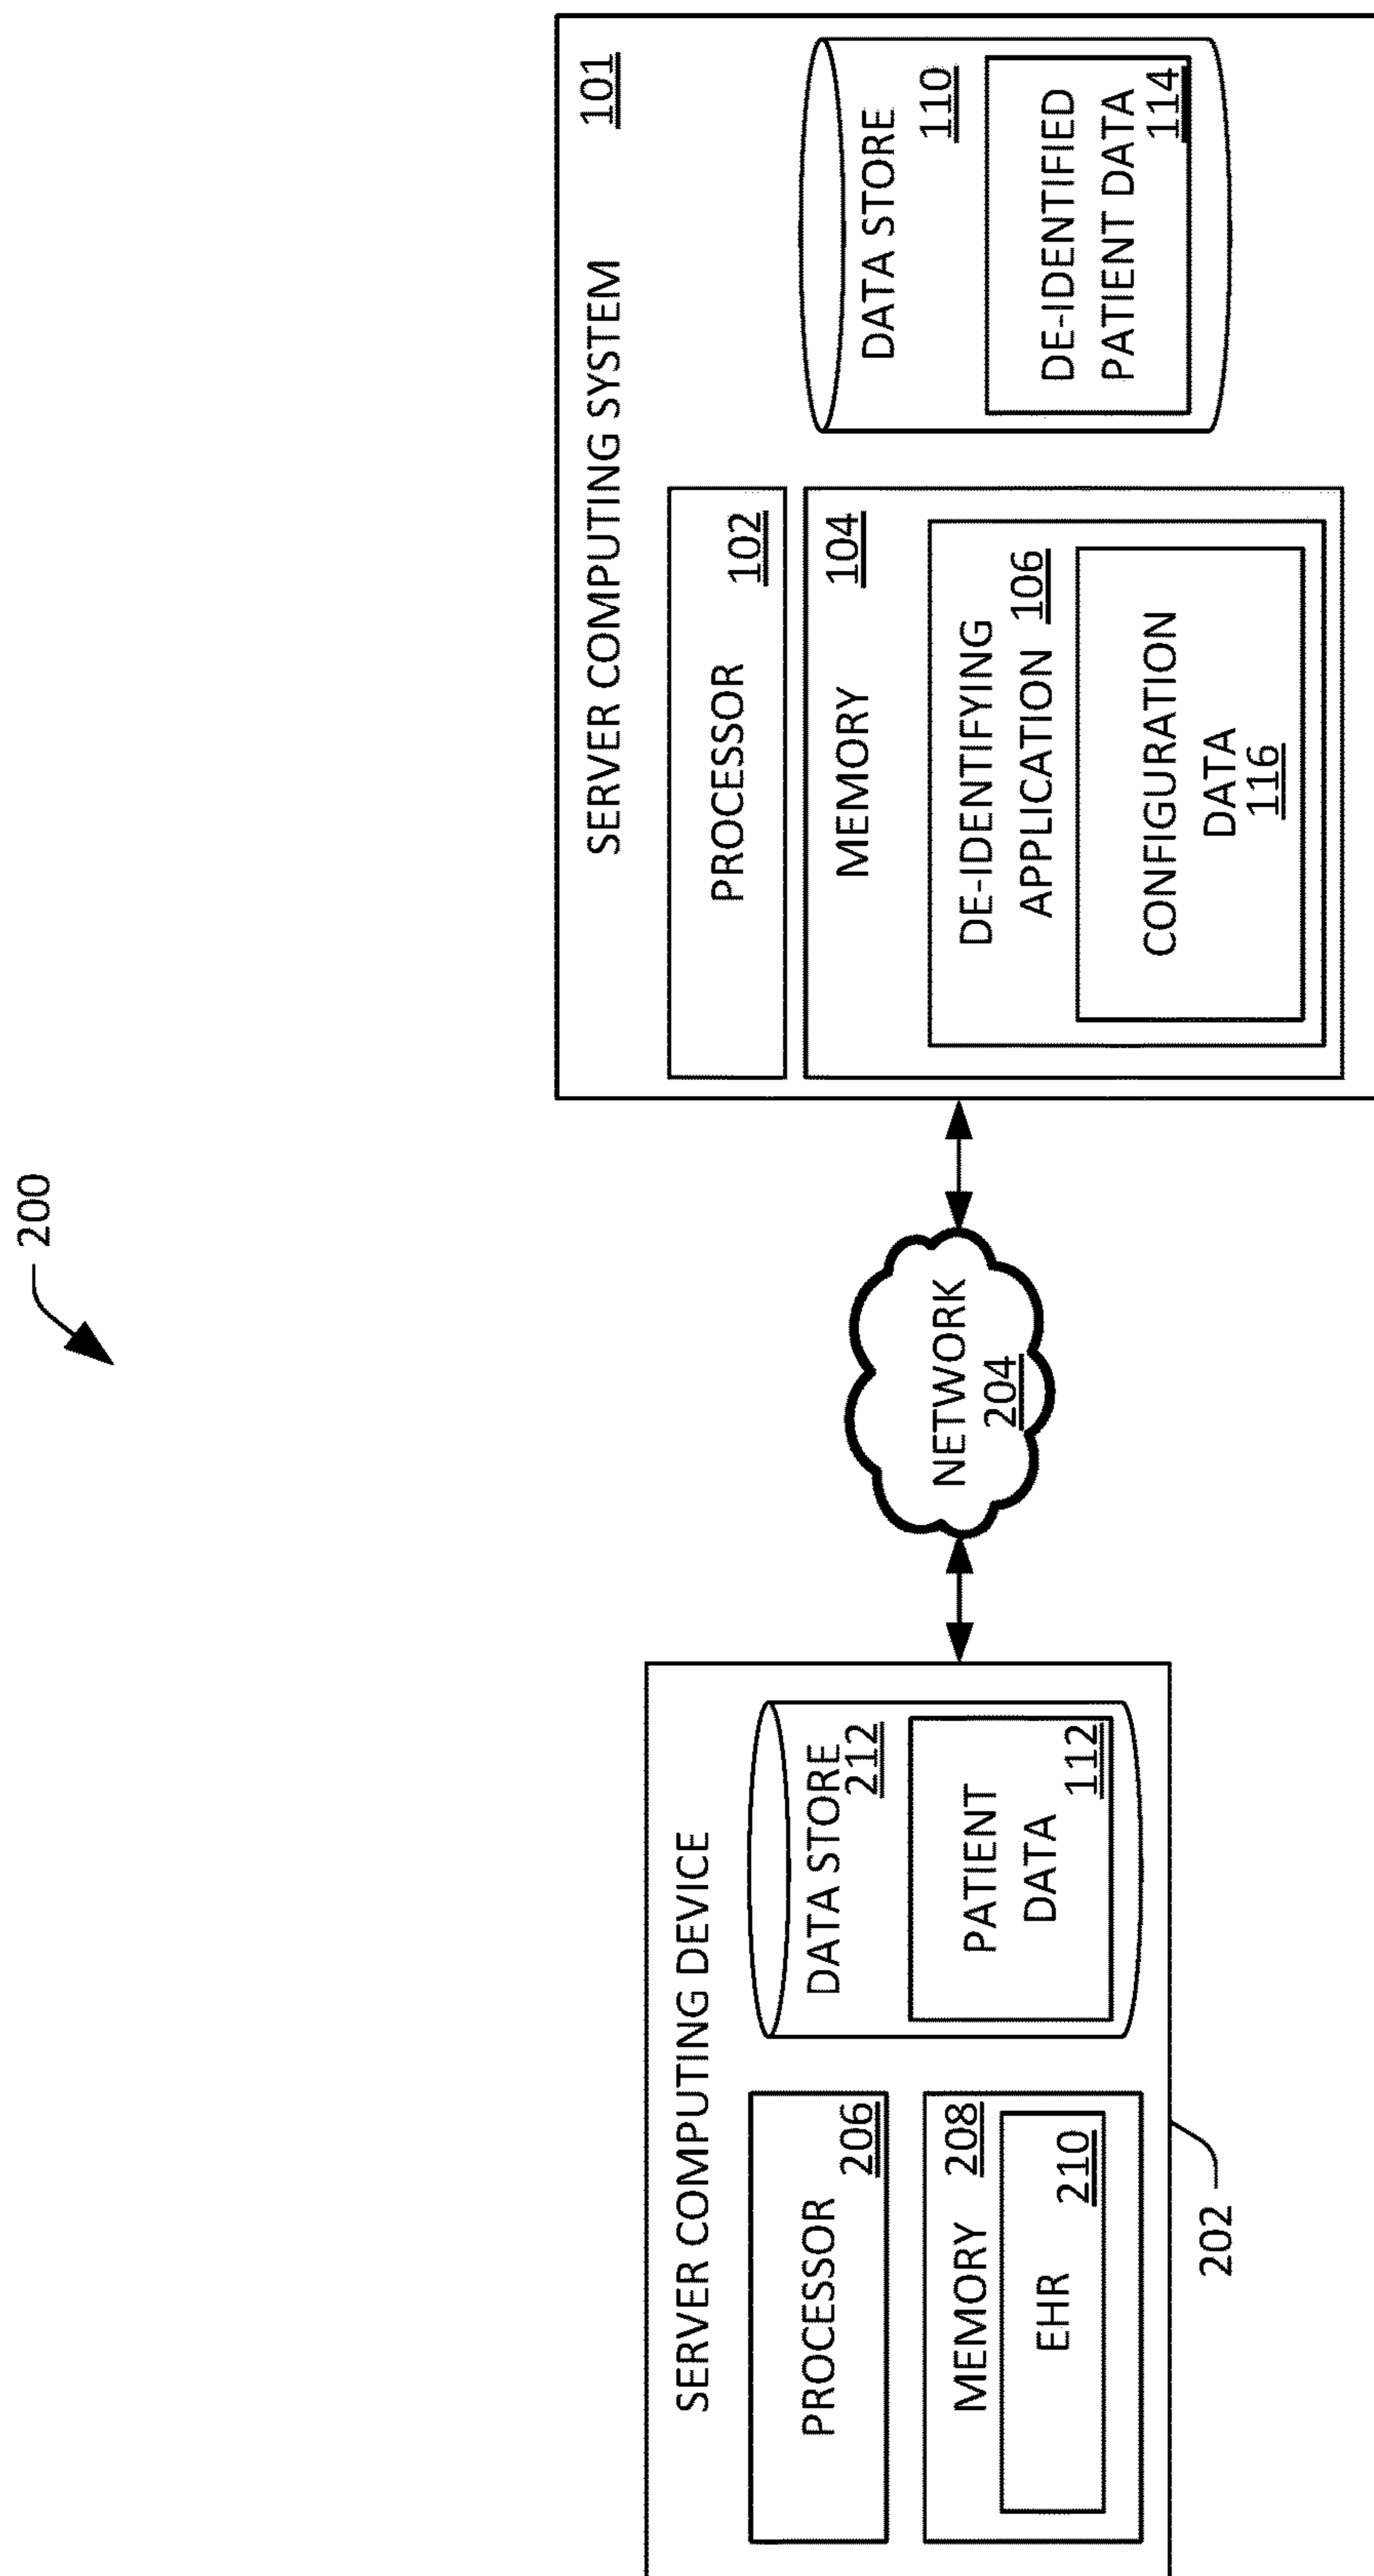 200
SERVER COMPUTING DEVICE
PROCESSOR
206
MEMORY 208
EHR
210
DATA STORE
212
PATIENT
DATA
112
202
NETWORK
204
SERVER COMPUTING SYSTEM 101
PROCESSOR
102
MEMORY 104
DE-IDENTIFYING
APPLICATION 106
CONFIGURATION
DATA
116
DATA STORE
110
DE-IDENTIFIED
PATIENT DATA
114